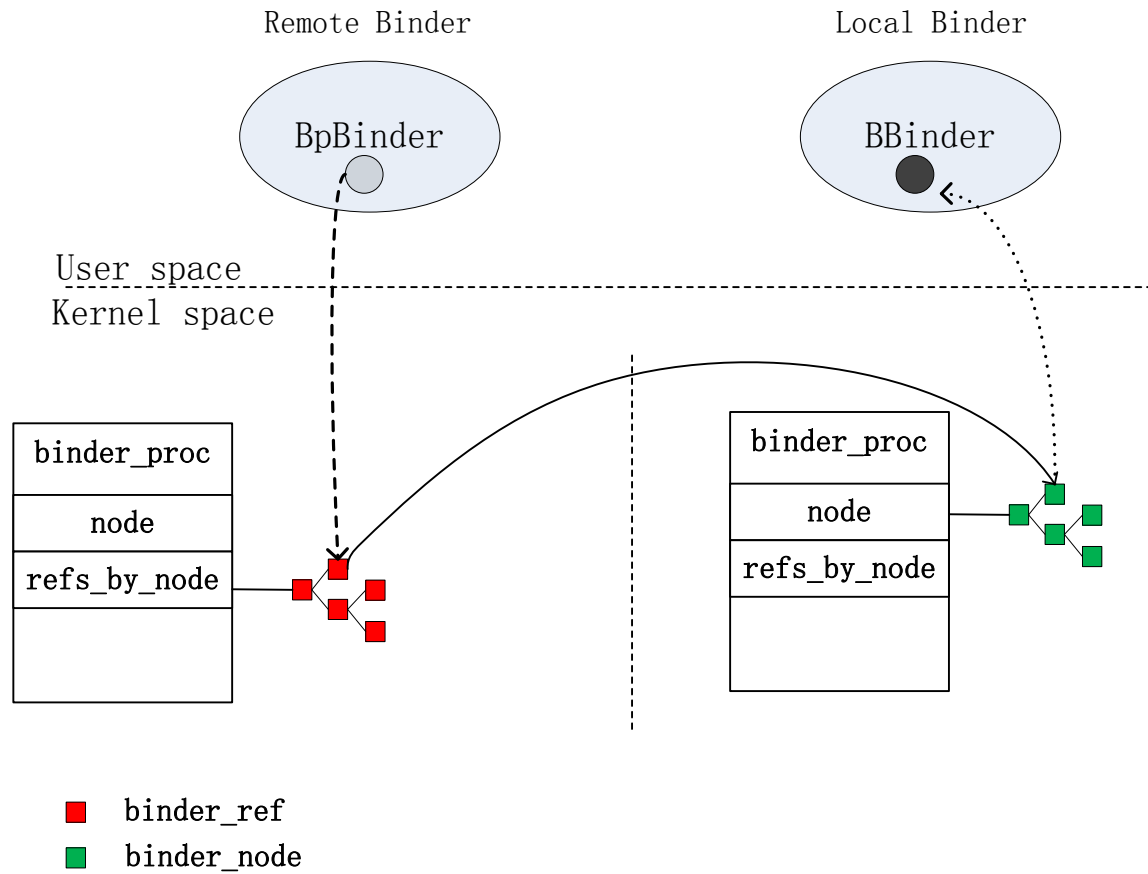 Remote Binder
Local Binder
BpBinder
BBinder
User space
Kernel space
binder_proc
node
refs_by_node
binder_proc
node
refs_by_node
binder_ref
binder_node